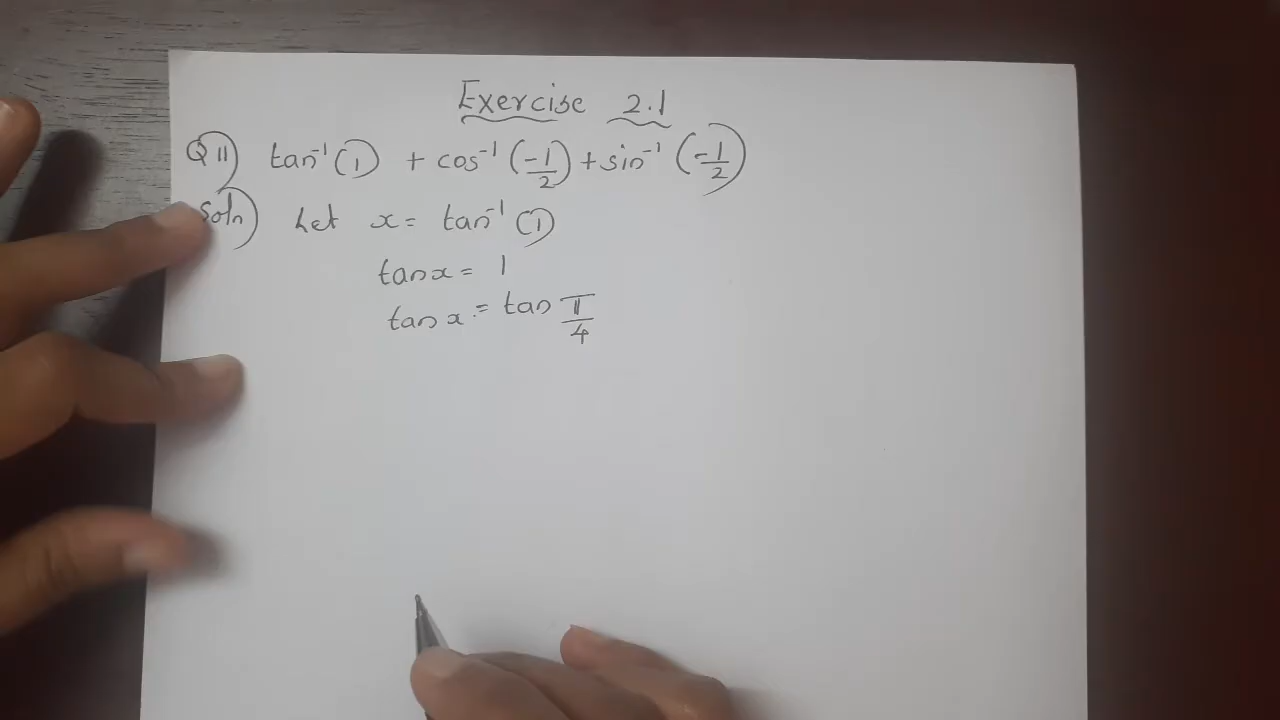 Exercise 2.1
Q 11) tan⁻¹(1) + cos⁻¹(-1/2) + sin⁻¹(-1/2)
Soln) Let x = tan⁻¹(1)
tan x = 1
tan x = tan π/4